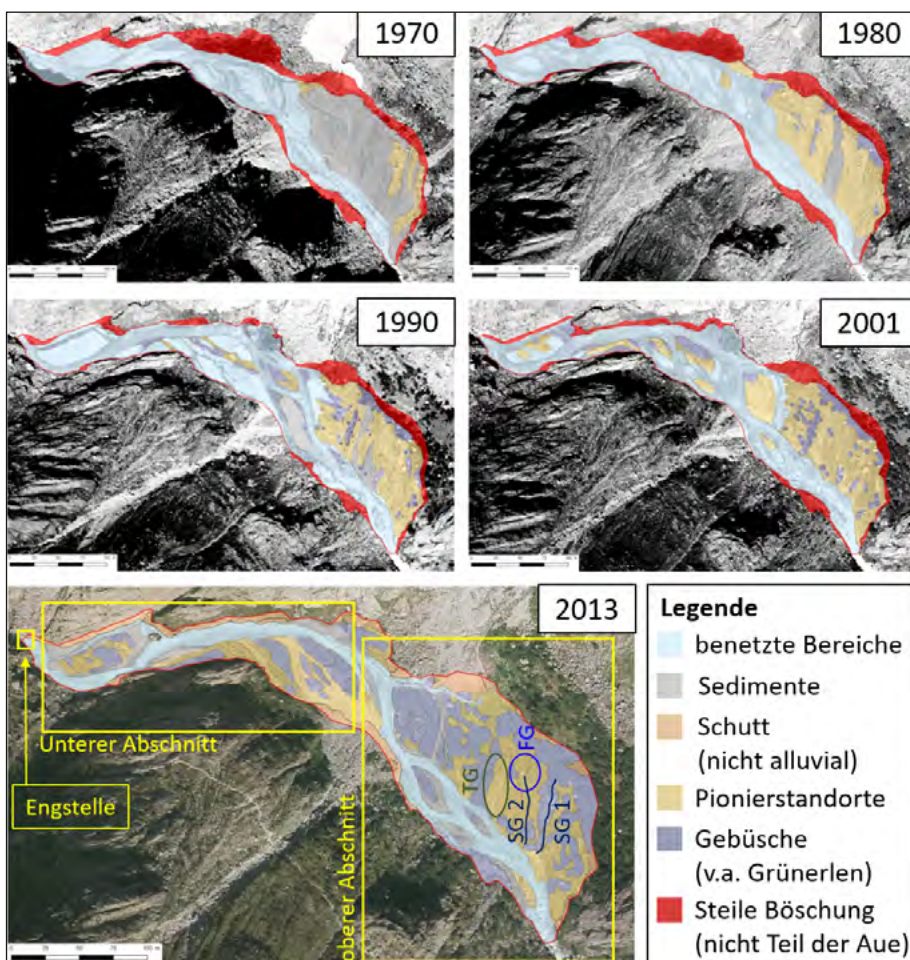 1970
1980
1990
2001
2013
Unterer Abschnitt
Engstelle
oberer Abschnitt
TG
FG
SG 2
SG 1
Legende
benetzte Bereiche
Sedimente
Schutt
(nicht alluvial)
Pionierstandorte
Gebüsche
(v.a. Grünerlen)
Steile Böschung
(nicht Teil der Aue)